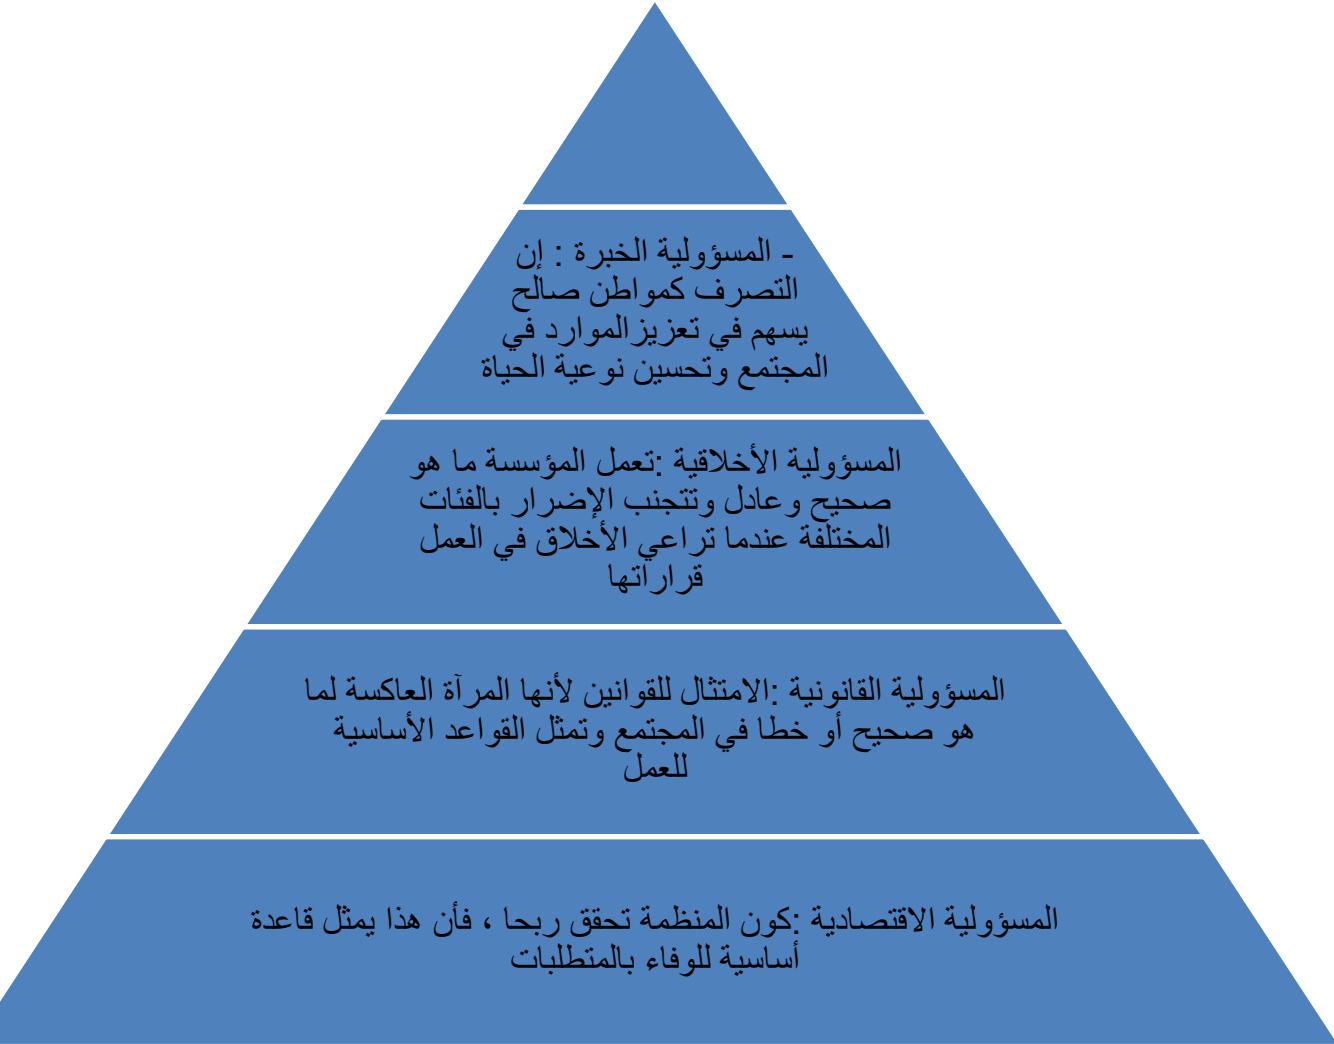 - المسؤولية الخبرة : إن
التصرف كمواطن صالح
يسهم في تعزيز الموارد في
المجتمع وتحسين نوعية الحياة
المسؤولية الأخلاقية :تعمل المؤسسة ما هو
صحيح وعادل وتتجنب الإضرار بالفئات
المختلفة عندما تراعي الأخلاق في العمل
قراراتها
المسؤولية القانونية :الامتثال للقوانين لأنها المرآة العاكسة لما
هو صحيح أو خطا في المجتمع وتمثل القواعد الأساسية
للعمل
المسؤولية الاقتصادية :كون المنظمة تحقق ربحا ، فأن هذا يمثل قاعدة
أساسية للوفاء بالمتطلبات